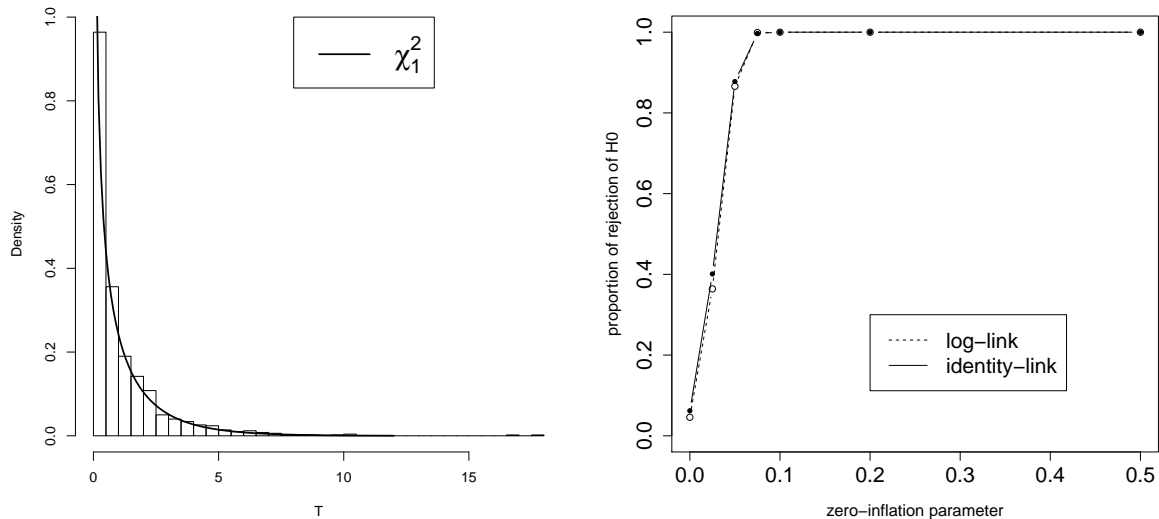 1.0
0.8
0.6
0.4
0.2
0.0
Density
χ²₁
0 5 10 15
T
1.0
0.8
0.6
0.4
0.2
0.0
proportion of rejection of H0
log−link
identity−link
0.0 0.1 0.2 0.3 0.4 0.5
zero−inflation parameter